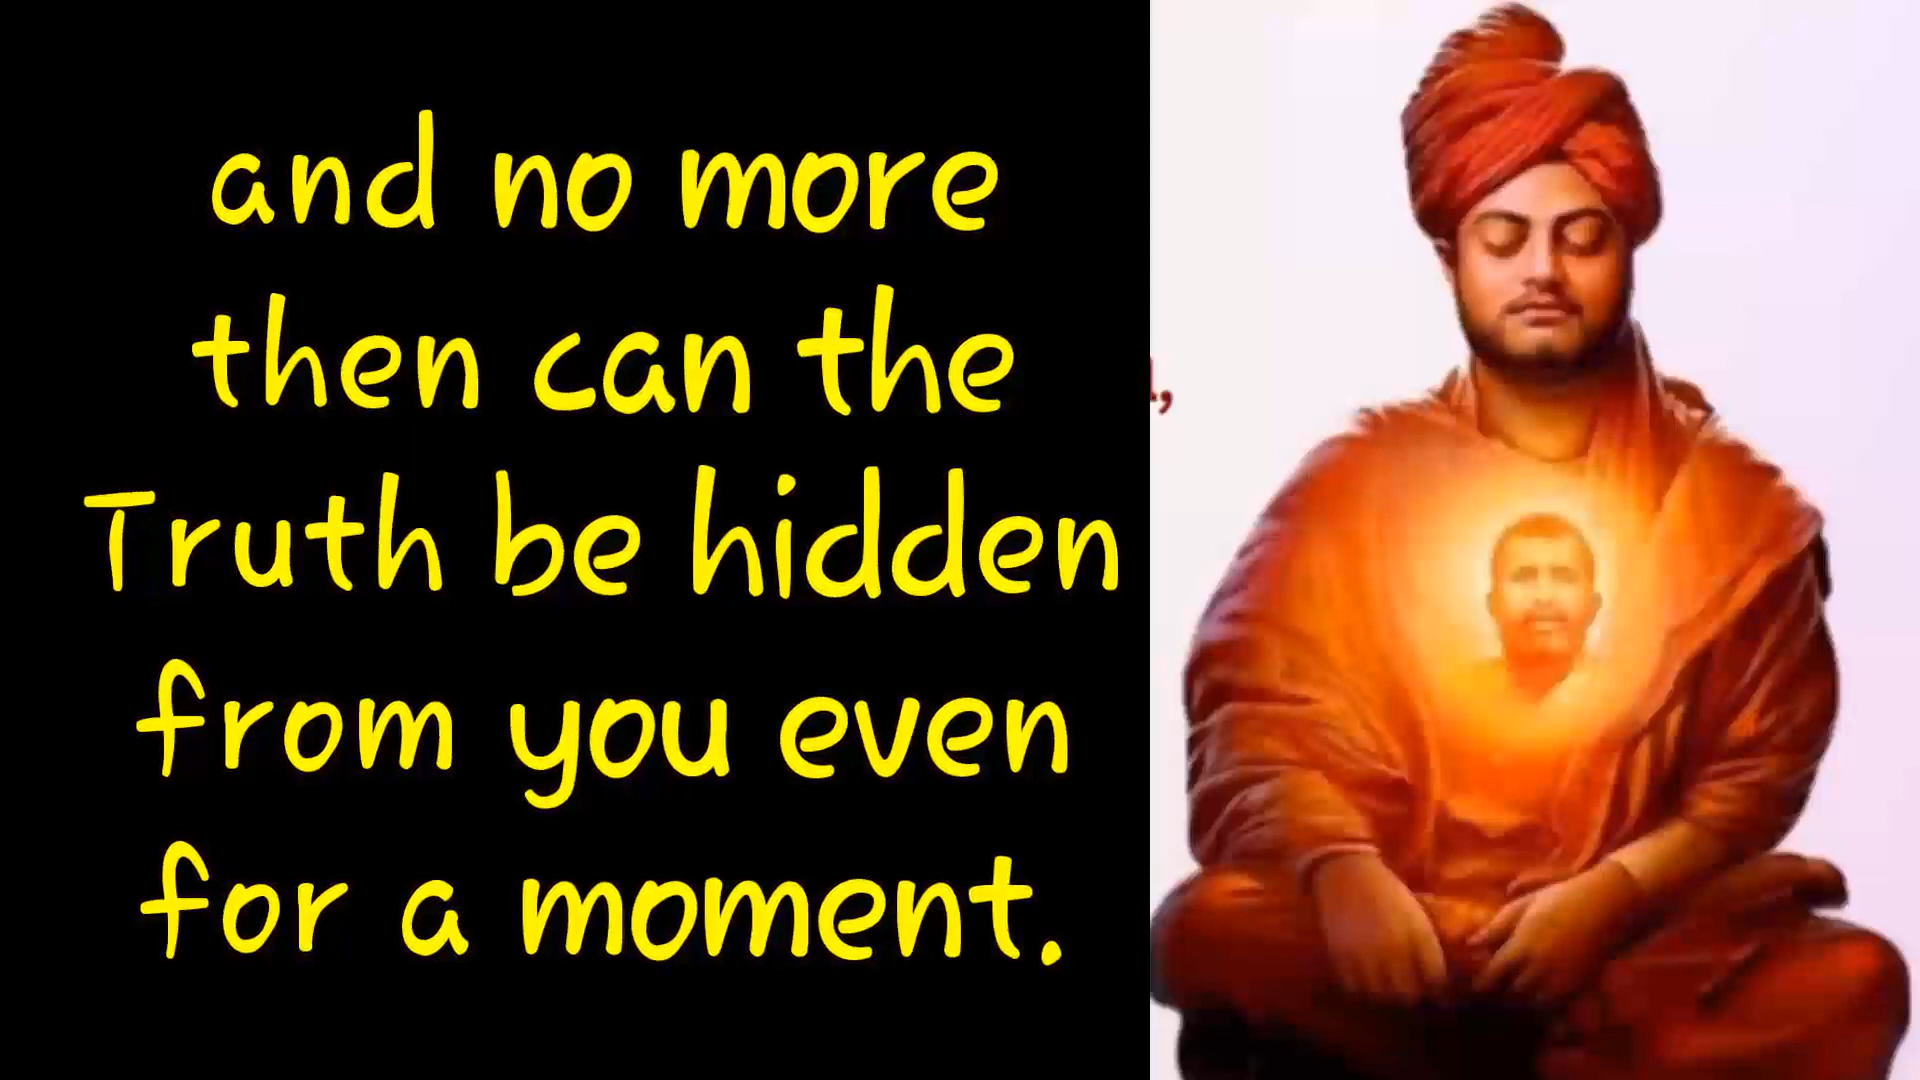 and no more
then can the
Truth be hidden
from you even
for a moment.